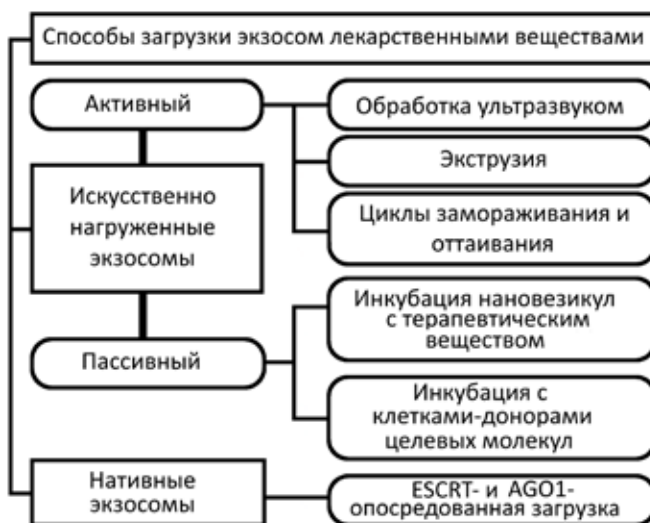 Способы загрузки экзосом лекарственными веществами
Активный
Обработка ультразвуком
Экструзия
Искусственно
нагруженные
экзосомы
Циклы замораживания и
оттаивания
Инкубация нановезикул
с терапевтическим
веществом
Пассивный
Инкубация с
клетками-донорами
целевых молекул
Нативные
экзосомы
ESCRT- и AGO1-
опосредованная загрузка